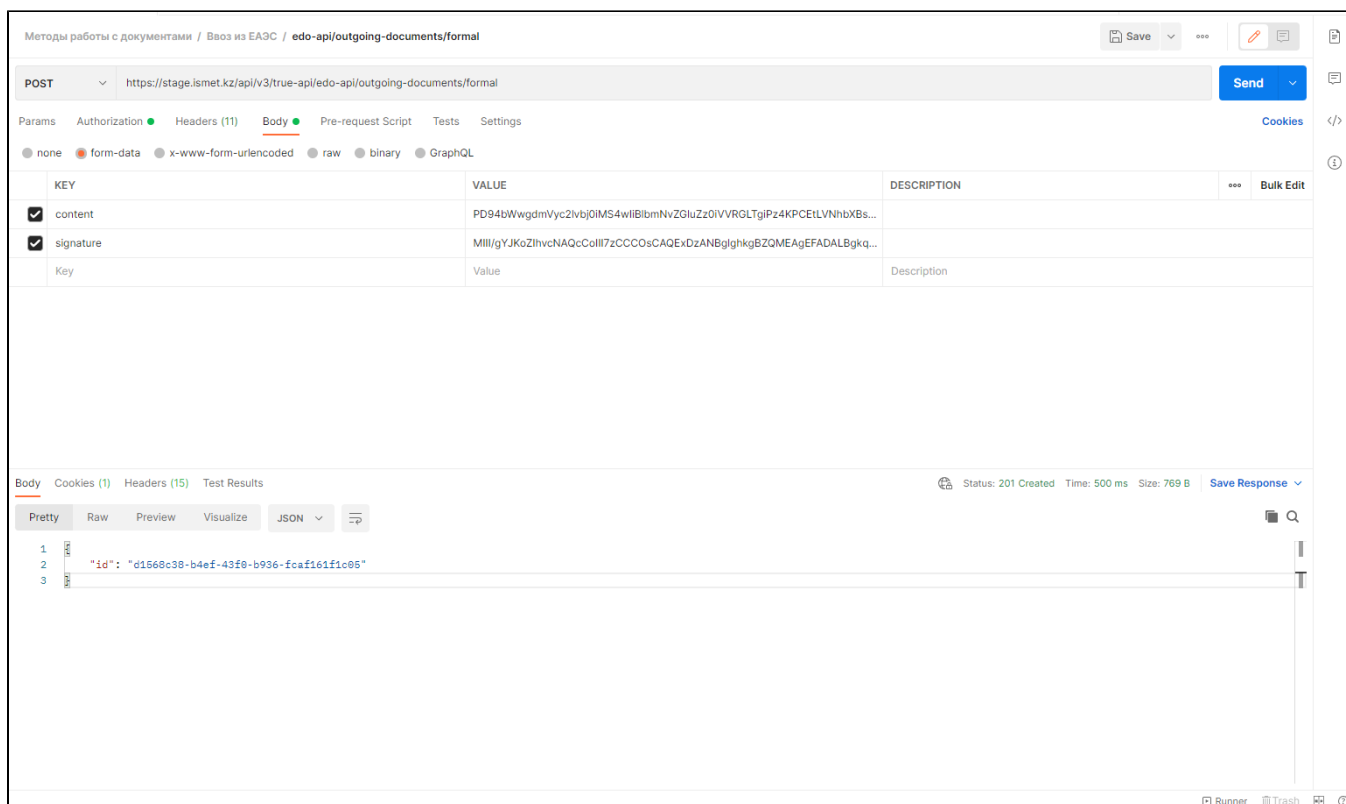 Методы работы с документами / Ввоз из ЕАЭС / edo-api/outgoing-documents/formal
Save
POST https://stage.ismet.kz/api/v3/true-api/edo-api/outgoing-documents/formal Send
Params Authorization Headers (11) Body Pre-request Script Tests Settings Cookies
none form-data x-www-form-urlencoded raw binary GraphQL
KEY VALUE DESCRIPTION Bulk Edit
content PD94bWwgdmVyc2lvbj0iMS4wIiBlbmNvZGluZz0iVVRGLTgiPz4KPCEtLVNhbXBs...
signature MIII/gYJKoZIhvcNAQcCoIII7zCCCOsCAQExDzANBglghkgBZQMEAgEFADALBgkq...
Key Value Description
Body Cookies (1) Headers (15) Test Results Status: 201 Created Time: 500 ms Size: 769 B Save Response
Pretty Raw Preview Visualize JSON
1 {
2 "id": "d1568c38-b4ef-43f0-b936-fcaf161f1c05"
3 }
Runner Trash